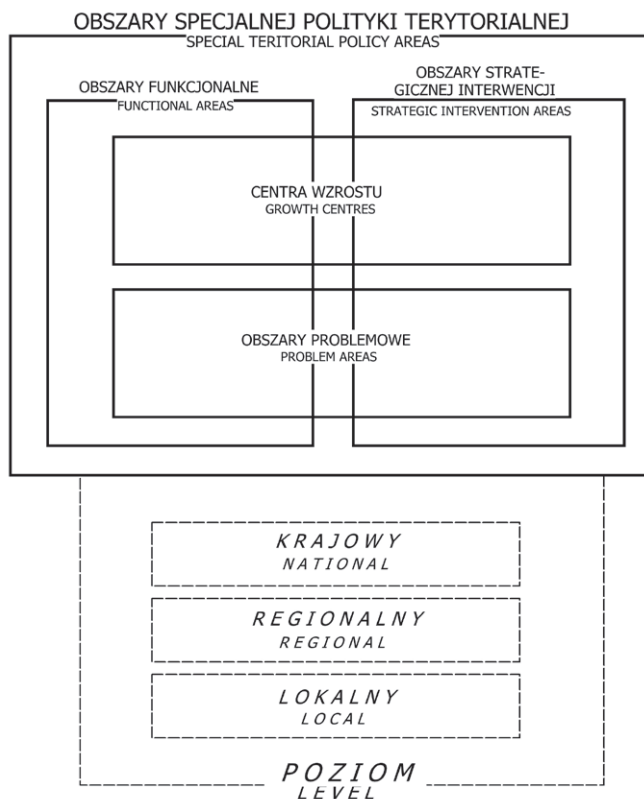 OBSZARY SPECJALNEJ POLITYKI TERYTORIALNEJ
SPECIAL TERITORIAL POLICY AREAS
OBSZARY FUNKCJONALNE
FUNCTIONAL AREAS
OBSZARY STRATE-
GICZNEJ INTERWENCJI
STRATEGIC INTERVENTION AREAS
CENTRA WZROSTU
GROWTH CENTRES
OBSZARY PROBLEMOWE
PROBLEM AREAS
KRAJOWY
NATIONAL
REGIONALNY
REGIONAL
LOKALNY
LOCAL
POZIOM
LEVEL